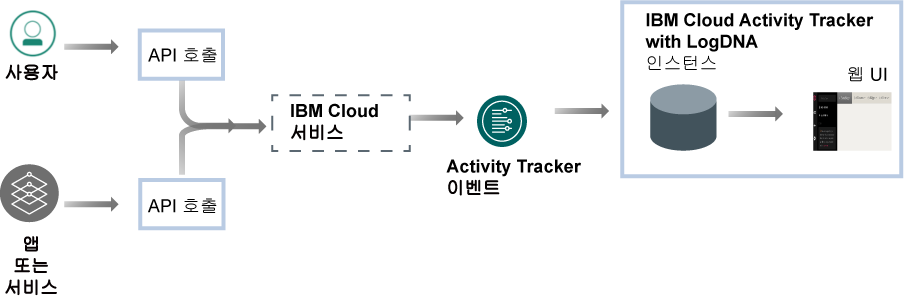 사용자
API 호출
앱
또는
서비스
API 호출
IBM Cloud
서비스
Activity Tracker
이벤트
IBM Cloud Activity Tracker
with LogDNA
인스턴스
웹 UI